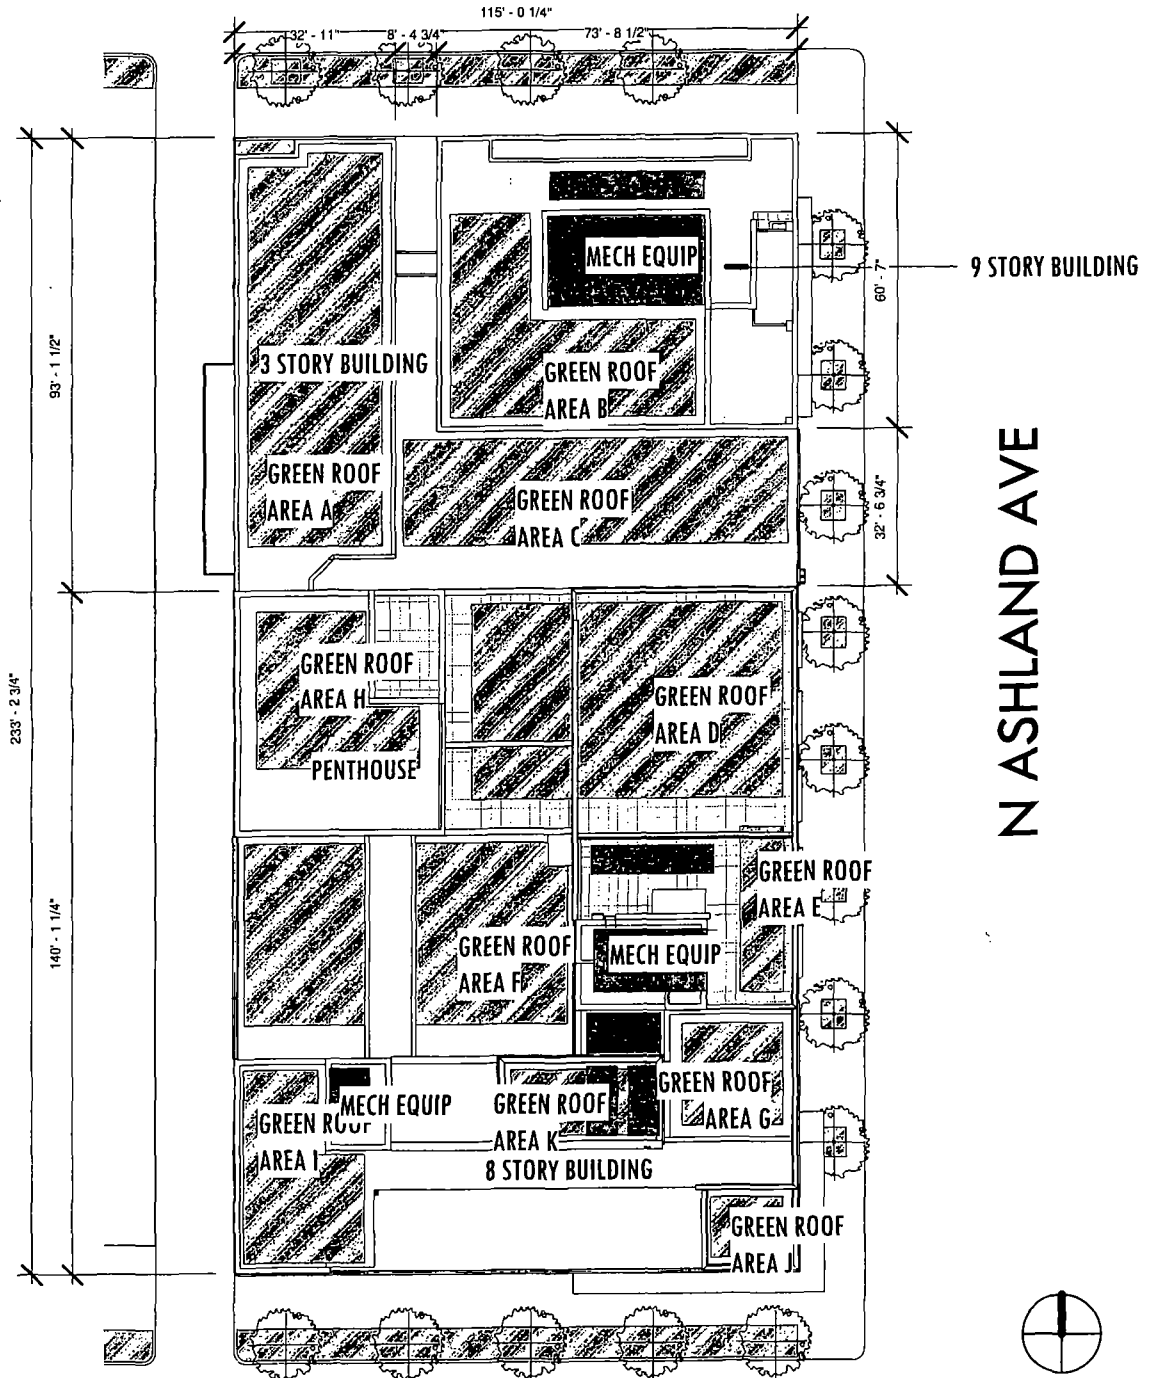 115' - 0 1/4"
32' - 11"
8' - 4 3/4"
73' - 8 1/2"
MECH EQUIP
9 STORY BUILDING
60' - 7"
93' - 1 1/2"
3 STORY BUILDING
GREEN ROOF
AREA B
GREEN ROOF
AREA A
GREEN ROOF
AREA C
32' - 6 3/4"
N ASHLAND AVE
233' - 2 3/4"
GREEN ROOF
AREA H
PENTHOUSE
GREEN ROOF
AREA D
GREEN ROOF
AREA E
140' - 1 1/4"
GREEN ROOF
AREA F
MECH EQUIP
GREEN ROOF
AREA G
MECH EQUIP
GREEN ROOF
AREA I
GREEN ROOF
AREA K
8 STORY BUILDING
GREEN ROOF
AREA J